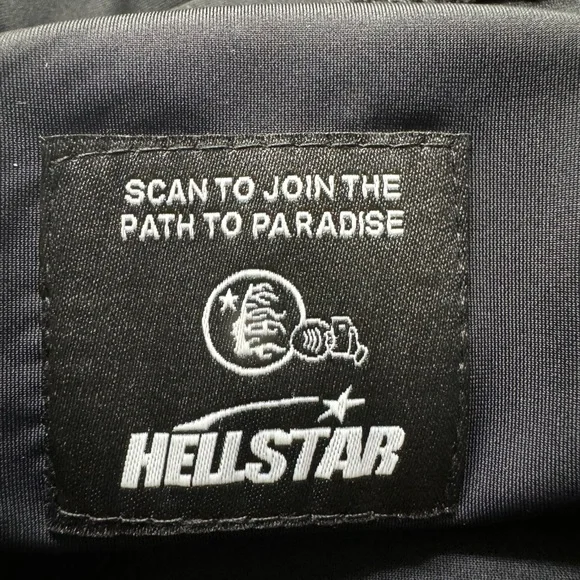 SCAN TO JOIN THE
PATH TO PARADISE
HELLSTAR